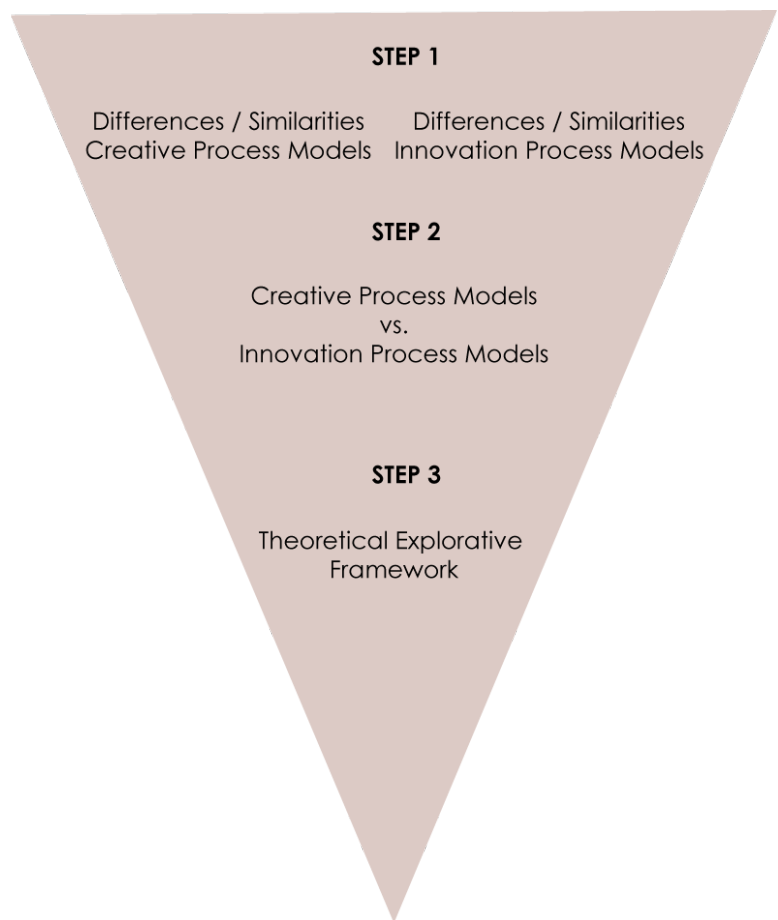 STEP 1
Differences / Similarities
Creative Process Models
Differences / Similarities
Innovation Process Models
STEP 2
Creative Process Models
vs.
Innovation Process Models
STEP 3
Theoretical Explorative
Framework